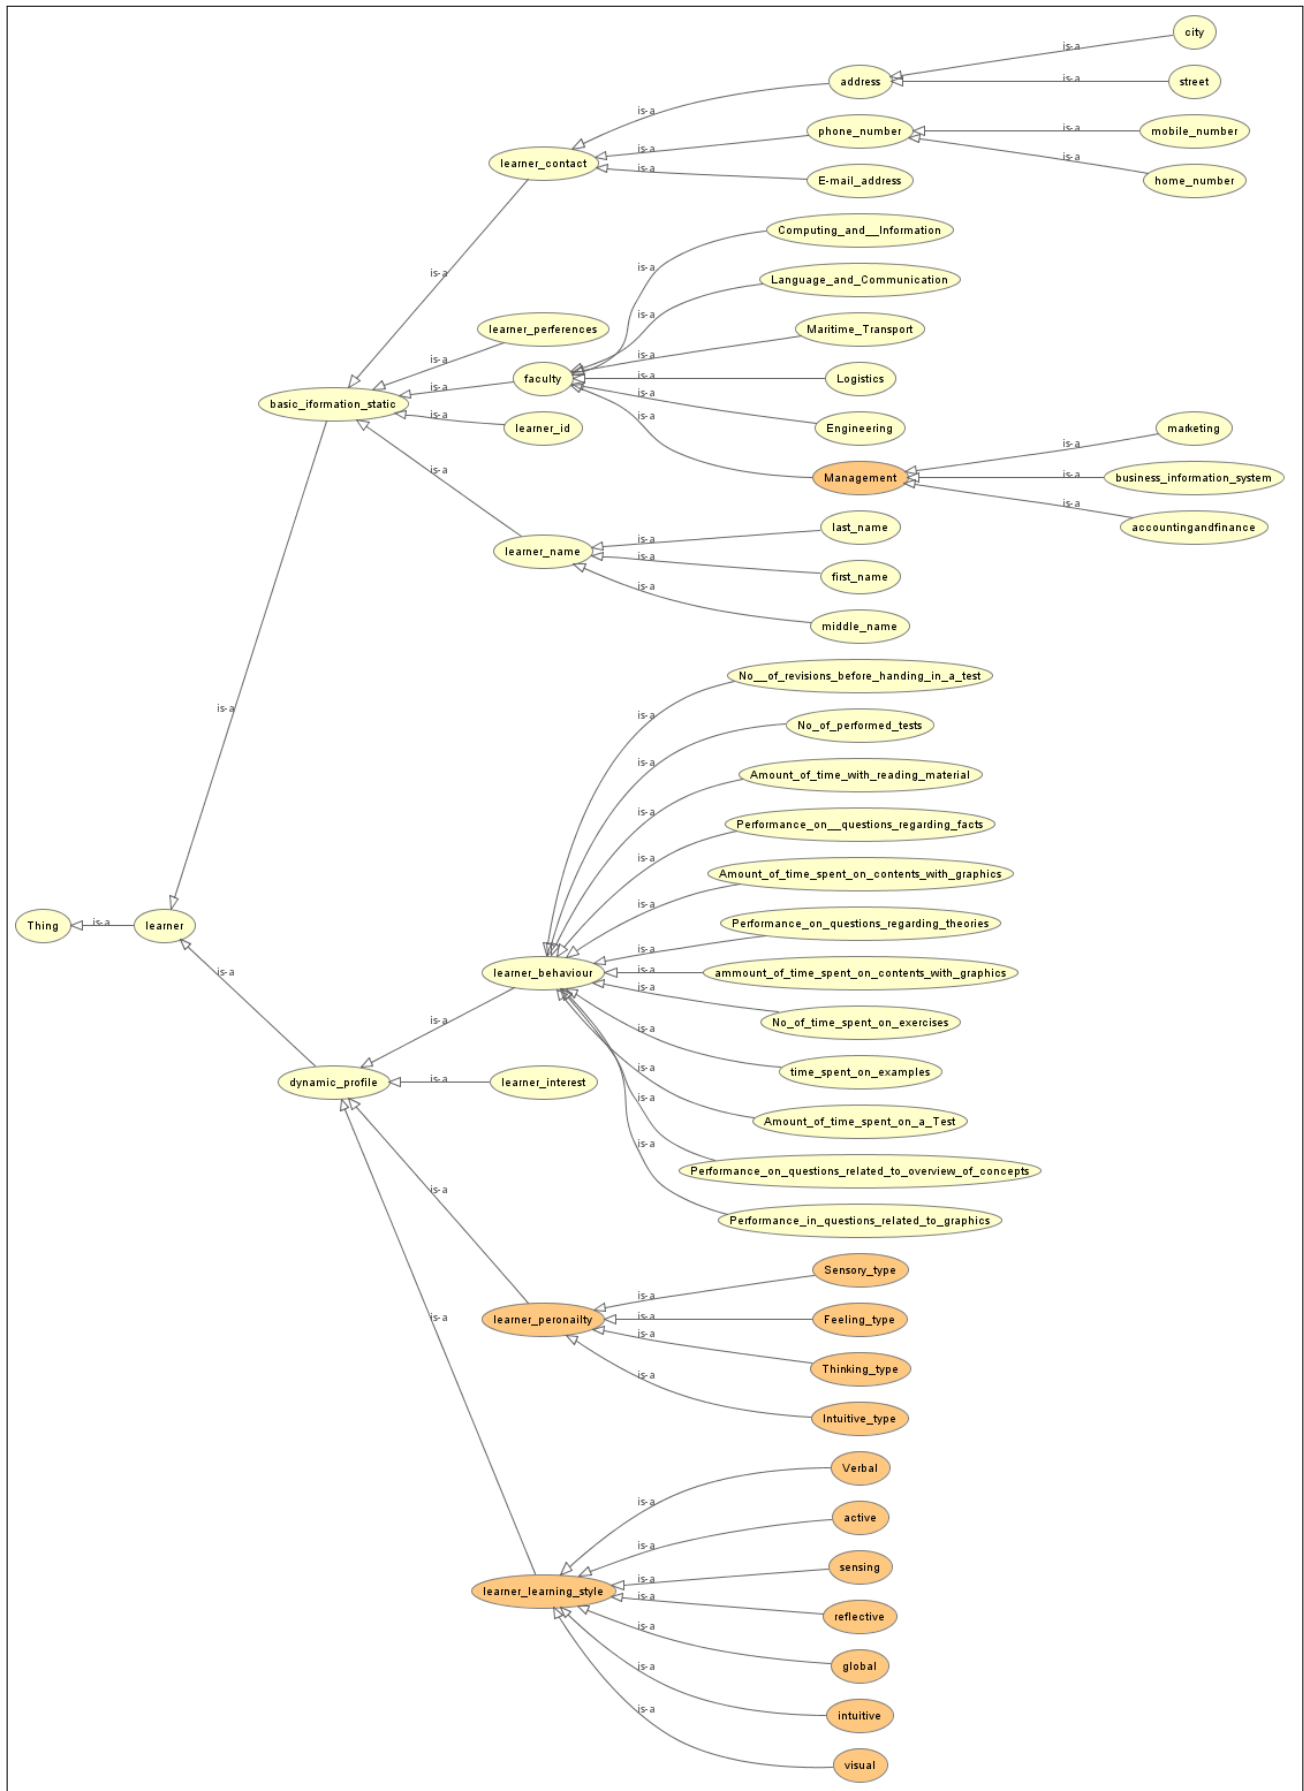 city
is-a
address
is-a
street
is-a
phone_number
is-a
mobile_number
is-a
learner_contact
is-a
E-mail_address
is-a
home_number
Computing_and__Information
is-a
is-a
Language_and_Communication
is-a
learner_perferences
Maritime_Transport
is-a
is-a
faculty
is-a
Logistics
is-a
basic_iformation_static
is-a
learner_id
is-a
Engineering
is-a
marketing
is-a
is-a
Management
is-a
business_information_system
is-a
accountingandfinance
last_name
is-a
learner_name
is-a
first_name
is-a
middle_name
No__of_revisions_before_handing_in_a_test
is-a
is-a
No_of_performed_tests
is-a
Amount_of_time_with_reading_material
is-a
Performance_on__questions_regarding_facts
is-a
Amount_of_time_spent_on_contents_with_graphics
is-a
Thing
is-a
learner
Performance_on_questions_regarding_theories
is-a
is-a
learner_behaviour
is-a
ammount_of_time_spent_on_contents_with_graphics
is-a
is-a
No_of_time_spent_on_exercises
is-a
time_spent_on_examples
is-a
dynamic_profile
is-a
learner_interest
is-a
Amount_of_time_spent_on_a_Test
is-a
Performance_on_questions_related_to_overview_of_concepts
is-a
is-a
Performance_in_questions_related_to_graphics
Sensory_type
is-a
is-a
learner_peronailty
is-a
Feeling_type
is-a
Thinking_type
is-a
Intuitive_type
Verbal
is-a
active
is-a
sensing
is-a
learner_learning_style
is-a
reflective
is-a
global
is-a
intuitive
is-a
visual